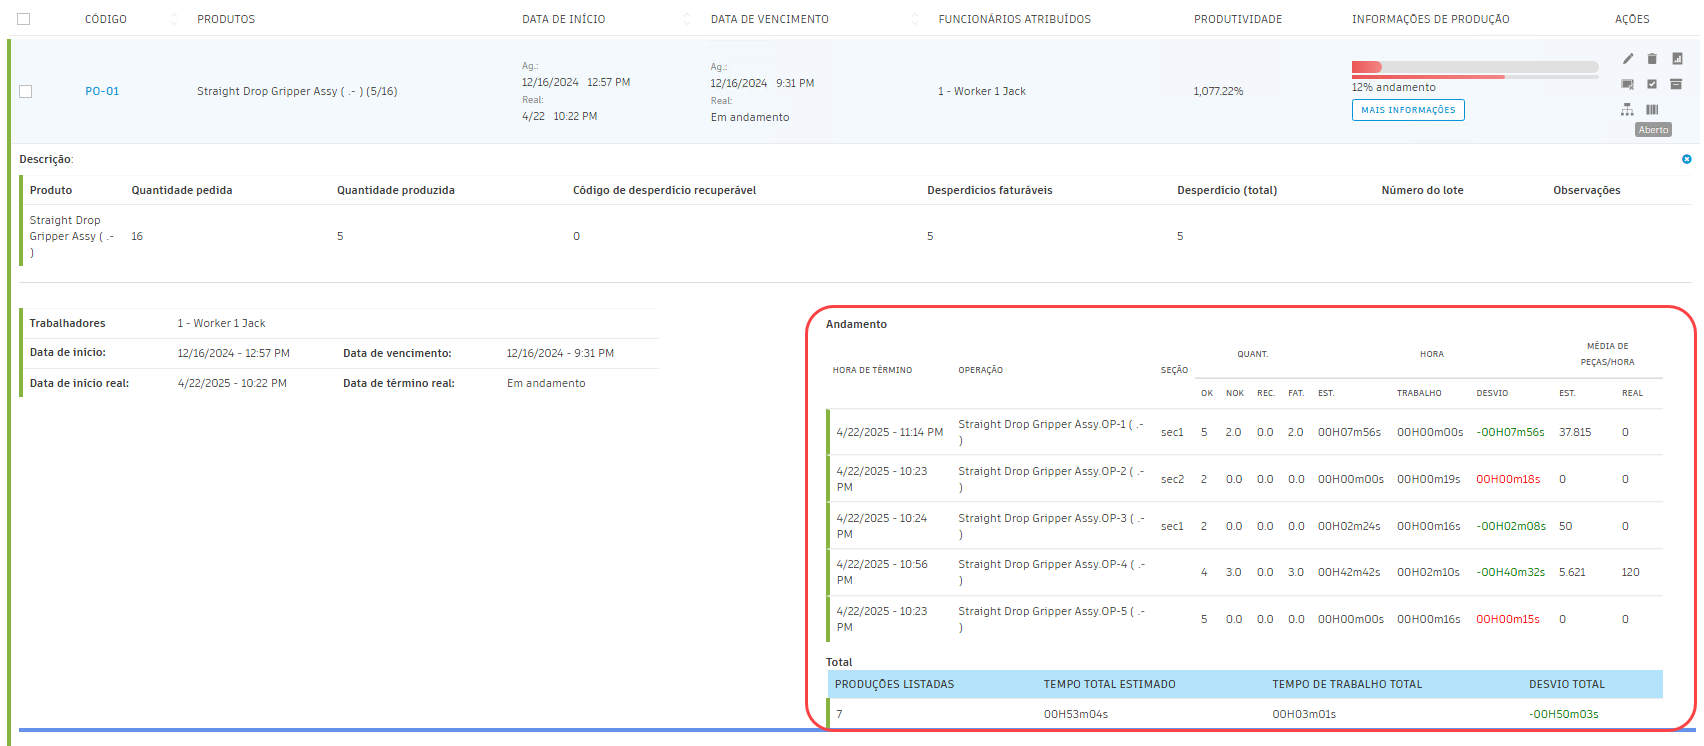 CÓDIGO PRODUTOS DATA DE INÍCIO DATA DE VENCIMENTO FUNCIONÁRIOS ATRIBUÍDOS PRODUTIVIDADE INFORMAÇÕES DE PRODUÇÃO AÇÕES
PO-01 Straight Drop Gripper Assy ( .- ) (5/16)
Ag.:
12/16/2024 12:57 PM
Real:
4/22 10:22 PM
Ag.:
12/16/2024 9:31 PM
Real:
Em andamento
1 - Worker 1 Jack
1,077.22%
12% andamento
MAIS INFORMAÇÕES
Aberto
Descrição:
Produto Quantidade pedida Quantidade produzida Código de desperdício recuperável Desperdícios faturáveis Desperdício (total) Número do lote Observações
Straight Drop
Gripper Assy ( .- 16 5 0 5 5
)
Trabalhadores 1 - Worker 1 Jack
Data de início: 12/16/2024 - 12:57 PM Data de vencimento: 12/16/2024 - 9:31 PM
Data de início real: 4/22/2025 - 10:22 PM Data de término real: Em andamento
Andamento
HORA DE TÉRMINO OPERAÇÃO SEÇÃO QUANT. HORA MÉDIA DE
PEÇAS/HORA
OK NOK REC. FAT. EST. TRABALHO DESVIO EST. REAL
4/22/2025 - 11:14 PM Straight Drop Gripper Assy.OP-1 ( .-
) sec1 5 2.0 0.0 2.0 00H07m56s 00H00m00s -00H07m56s 37.815 0
4/22/2025 - 10:23
PM Straight Drop Gripper Assy.OP-2 ( .-
) sec2 2 0.0 0.0 0.0 00H00m00s 00H00m19s 00H00m18s 0 0
4/22/2025 - 10:24
PM Straight Drop Gripper Assy.OP-3 ( .-
) sec1 2 0.0 0.0 0.0 00H02m24s 00H00m16s -00H02m08s 50 0
4/22/2025 - 10:56
PM Straight Drop Gripper Assy.OP-4 ( .-
) 4 3.0 0.0 3.0 00H42m42s 00H02m10s -00H40m32s 5.621 120
4/22/2025 - 10:23
PM Straight Drop Gripper Assy.OP-5 ( .-
) 5 0.0 0.0 0.0 00H00m00s 00H00m16s 00H00m15s 0 0
Total
PRODUÇÕES LISTADAS TEMPO TOTAL ESTIMADO TEMPO DE TRABALHO TOTAL DESVIO TOTAL
7 00H53m04s 00H03m01s -00H50m03s